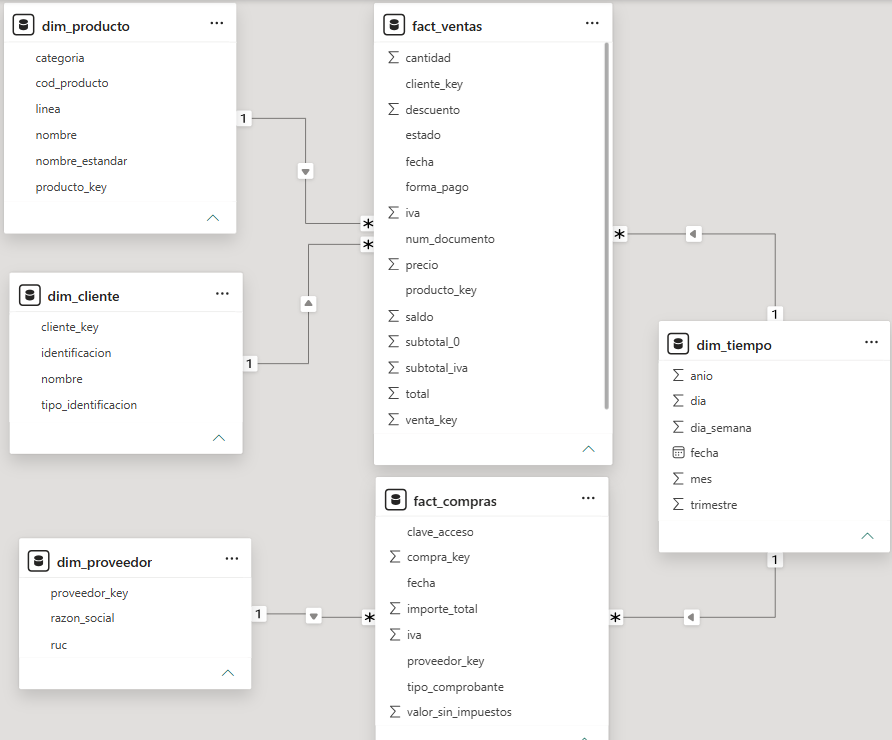 dim_producto
...
categoria
cod_producto
linea
nombre
nombre_estandar
producto_key
1
dim_cliente
...
cliente_key
identificacion
nombre
tipo_identificacion
1
dim_proveedor
...
proveedor_key
razon_social
ruc
1
fact_ventas
...
∑ cantidad
cliente_key
∑ descuento
estado
fecha
forma_pago
∑ iva
num_documento
∑ precio
producto_key
∑ saldo
∑ subtotal_0
∑ subtotal_iva
∑ total
∑ venta_key
*
*
*
fact_compras
...
clave_acceso
∑ compra_key
fecha
∑ importe_total
∑ iva
proveedor_key
tipo_comprobante
∑ valor_sin_impuestos
*
*
1
dim_tiempo
...
∑ anio
∑ dia
∑ dia_semana
fecha
∑ mes
∑ trimestre
1